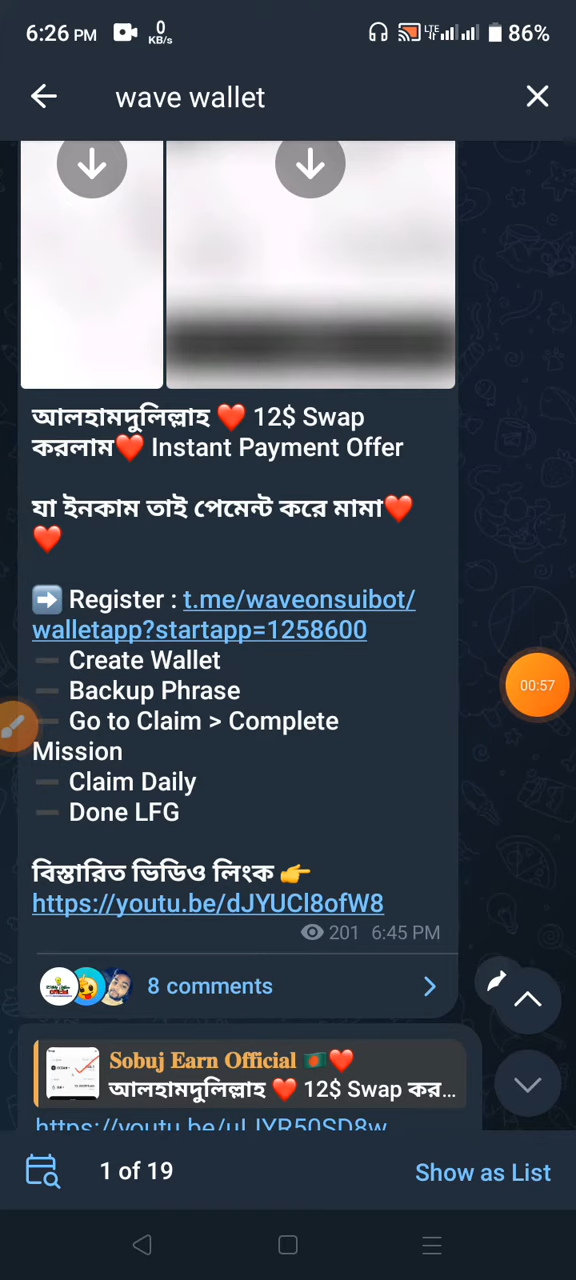 6:26 PM 0 KB/s LTE 86%
wave wallet
আলহামদুলিল্লাহ ❤️ 12$ Swap
করলাম❤️ Instant Payment Offer
যা ইনকাম তাই পেমেন্ট করে মামা❤️
❤️
➡️ Register : t.me/waveonsuibot/
walletapp?startapp=1258600
➖ Create Wallet
➖ Backup Phrase
➖ Go to Claim > Complete
Mission
➖ Claim Daily
➖ Done LFG
বিস্তারিত ভিডিও লিংক 👉
https://youtu.be/dJYUCl8ofW8
201 6:45 PM
00:57
8 comments
Sobuj Earn Official 🇧🇩❤️
আলহামদুলিল্লাহ ❤️ 12$ Swap কর...
https://youtu.be/uLJYR50SD8w
1 of 19
Show as List